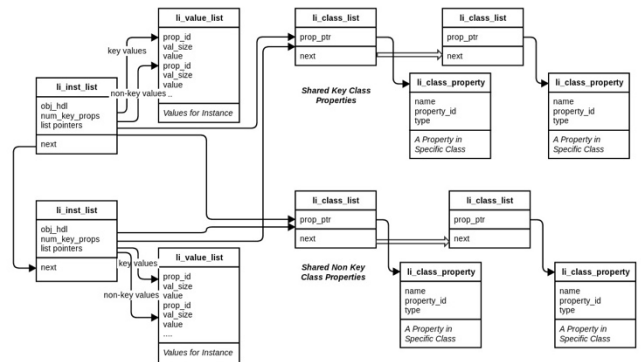 li_value_list
prop_id
val_size
value
prop_id
val_size
value
..
Values for Instance
key values
non-key values
li_inst_list
obj_hdl
num_key_props
list pointers
next
li_class_list
prop_ptr
next
li_class_list
prop_ptr
next
Shared Key Class
Properties
li_class_property
name
property_id
type
A Property in
Specific Class
li_class_property
name
property_id
type
A Property in
Specific Class
li_inst_list
obj_hdl
num_key_props
list pointers
next
key values
non-key values
li_value_list
prop_id
val_size
value
prop_id
val_size
value
....
Values for Instance
li_class_list
prop_ptr
next
li_class_list
prop_ptr
next
Shared Non Key
Class Properties
li_class_property
name
property_id
type
A Property in
Specific Class
li_class_property
name
property_id
type
A Property in
Specific Class